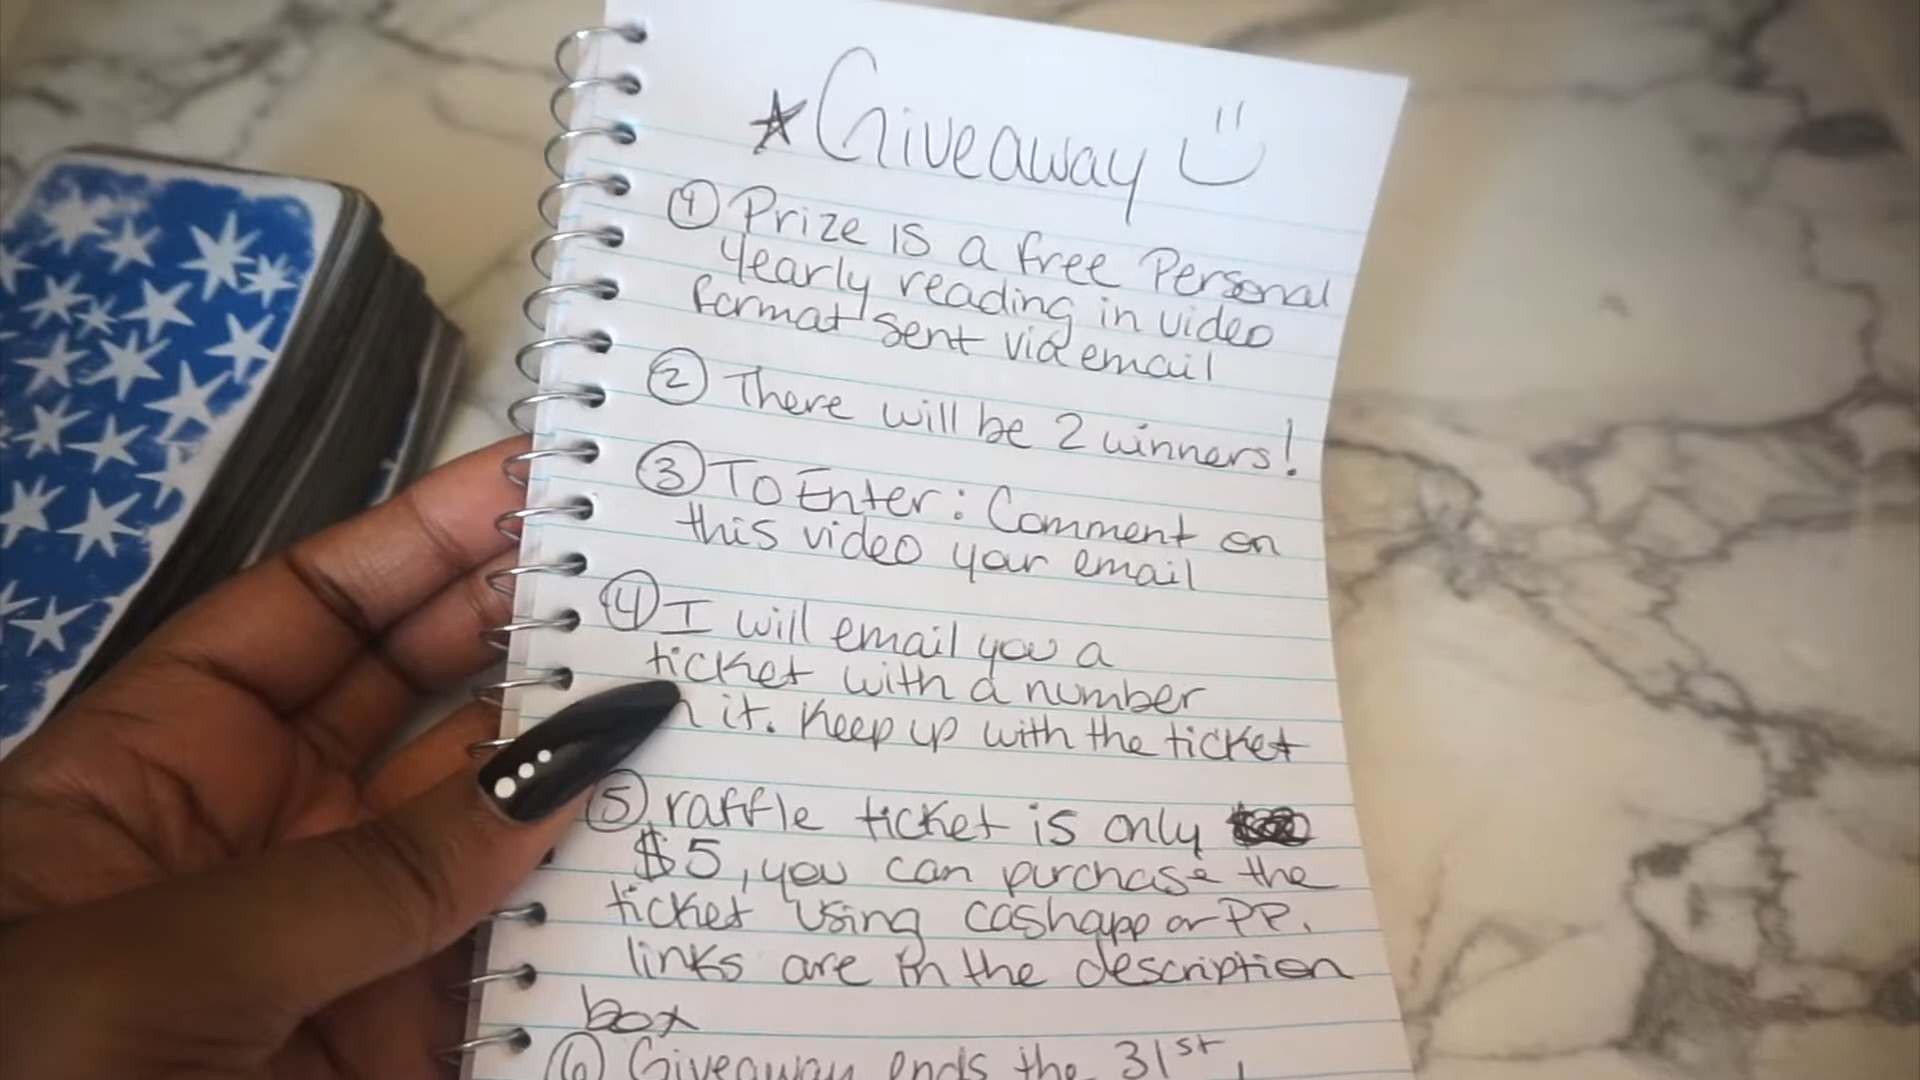 ★ Giveaway
① Prize is a free Personal
Yearly reading in video
format sent via email
② There will be 2 winners!
③ To Enter: Comment on
this video your email
④ I will email you a
ticket with a number
it. Keep up with the ticket
⑤ raffle ticket is only
$5, you can purchase the
ticket using cashapp or PP.
links are in the description
box
⑥ Giveaway ends the 31st